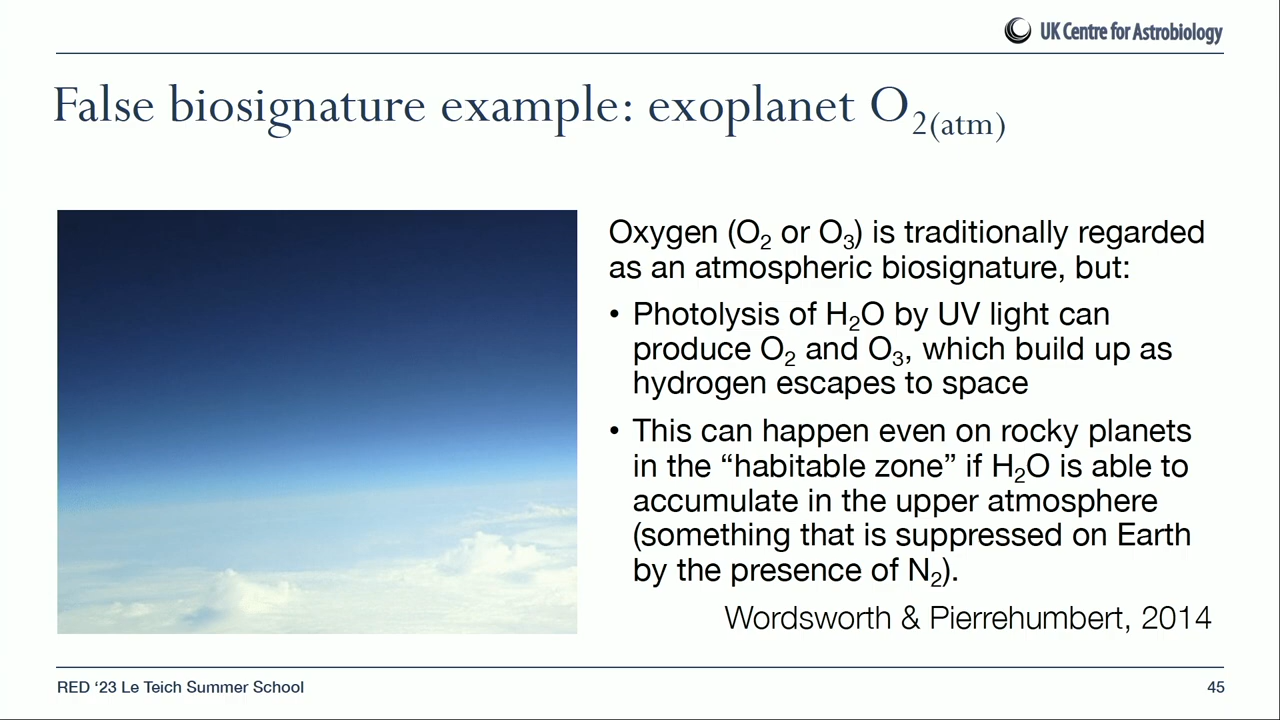 UK Centre for Astrobiology
False biosignature example: exoplanet O₂(atm)
Oxygen (O₂ or O₃) is traditionally regarded
as an atmospheric biosignature, but:
• Photolysis of H₂O by UV light can
produce O₂ and O₃, which build up as
hydrogen escapes to space
• This can happen even on rocky planets
in the “habitable zone” if H₂O is able to
accumulate in the upper atmosphere
(something that is suppressed on Earth
by the presence of N₂).
Wordsworth & Pierrehumbert, 2014
RED ‘23 Le Teich Summer School
45